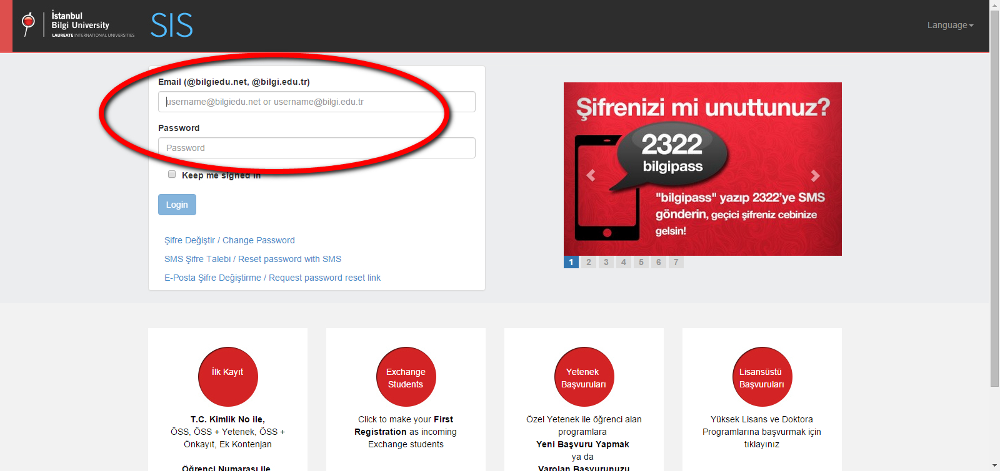 İstanbul
Bilgi University
LAUREATE INTERNATIONAL UNIVERSITIES
SIS
Language
Email (@bilgiedu.net, @bilgi.edu.tr)
username@bilgiedu.net or username@bilgi.edu.tr
Password
Password
Keep me signed in
Login
Şifre Değiştir / Change Password
SMS Şifre Talebi / Reset password with SMS
E-Posta Şifre Değiştirme / Request password reset link
Şifrenizi mi unuttunuz?
2322
bilgipass
"bilgipass" yazıp 2322'ye SMS
gönderin, geçici şifreniz cebinize
gelsin!
1 2 3 4 5 6 7
İlk Kayıt
T.C. Kimlik No ile,
ÖSS, ÖSS + Yetenek, ÖSS +
Önkayıt, Ek Kontenjan
Öğrenci Numarası ile
Exchange
Students
Click to make your First
Registration as incoming
Exchange students
Yetenek
Başvuruları
Özel Yetenek ile öğrenci alan
programlara
Yeni Başvuru Yapmak
ya da
Varolan Başvurunuzu
Lisansüstü
Başvuruları
Yüksek Lisans ve Doktora
Programlarına başvurmak için
tıklayınız